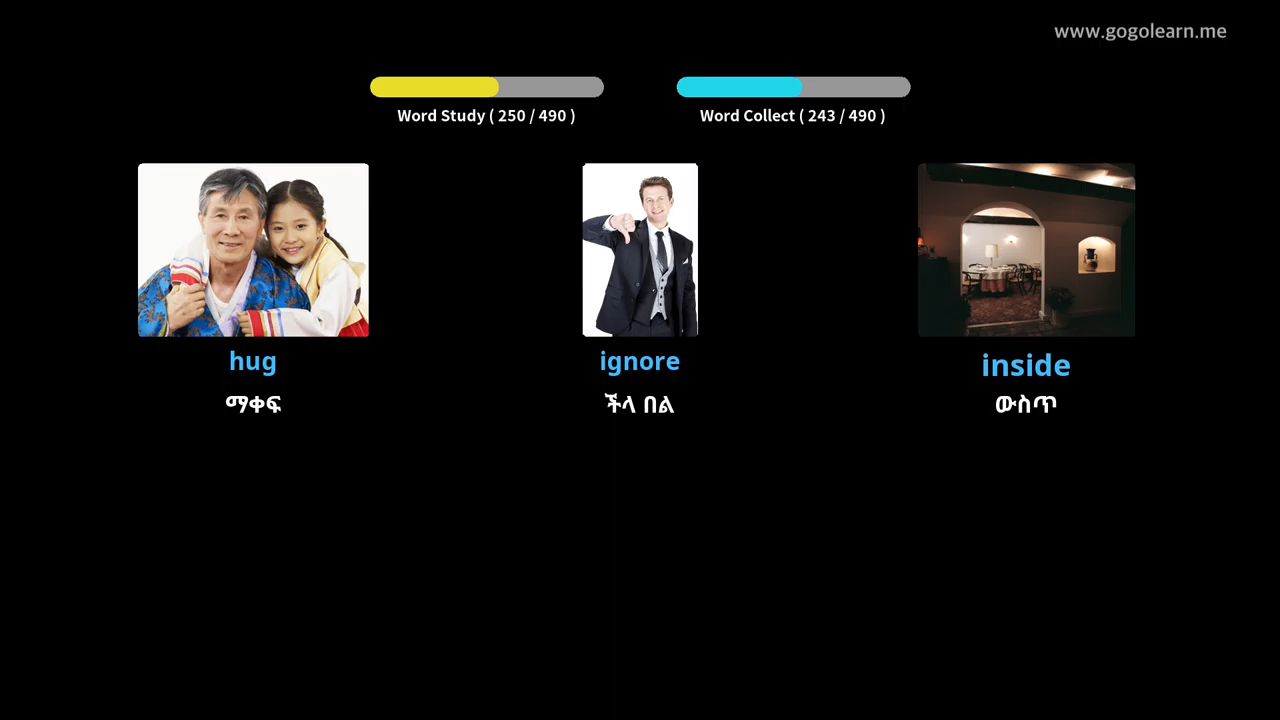 www.gogolearn.me
Word Study ( 250 / 490 )
Word Collect ( 243 / 490 )
hug
ignore
inside
ማቀፍ
ችላ በል
ውስጥ